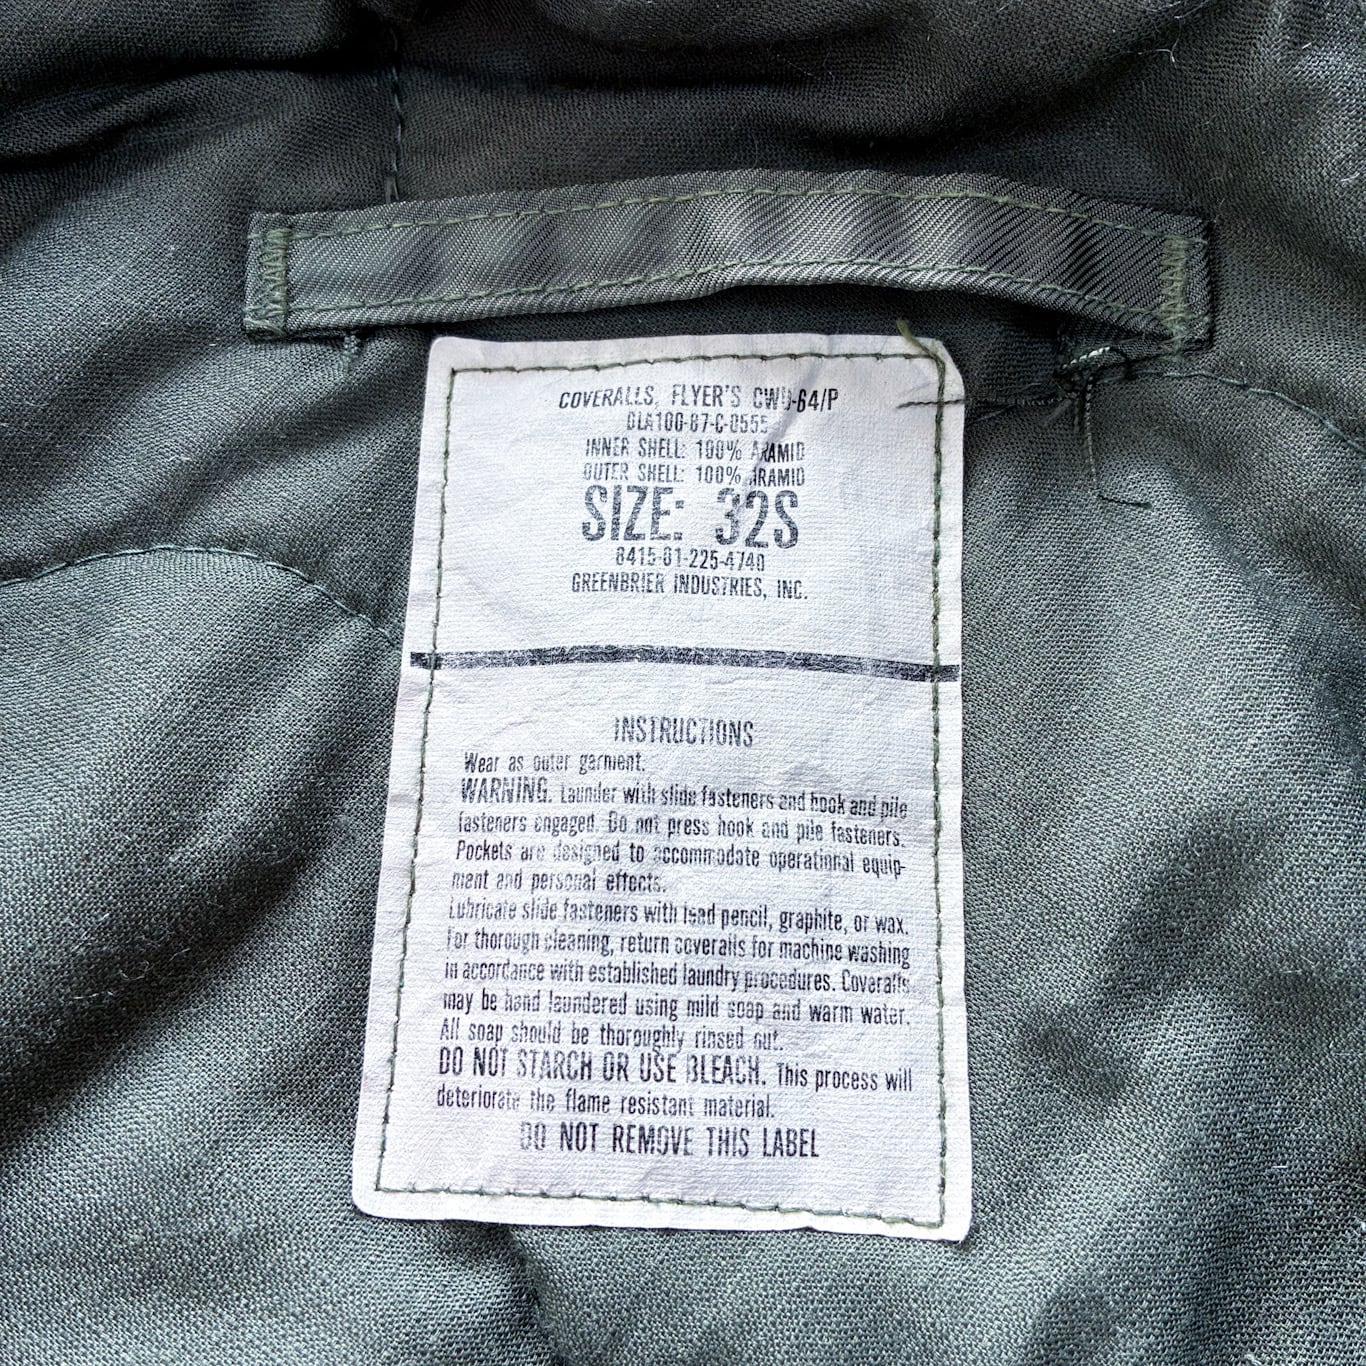 COVERALLS, FLYER'S CWU-64/P
DLA100-87-C-0555
INNER SHELL: 100% ARAMID
OUTER SHELL: 100% ARAMID
SIZE: 32S
8415-01-225-4740
GREENBRIER INDUSTRIES, INC.
INSTRUCTIONS
Wear as outer garment.
WARNING. Launder with slide fasteners and hook and pile
fasteners engaged. Do not press hook and pile fasteners.
Pockets are designed to accommodate operational equip-
ment and personal effects.
Lubricate slide fasteners with lead pencil, graphite, or wax.
For thorough cleaning, return coveralls for machine washing
in accordance with established laundry procedures. Coveralls
may be hand laundered using mild soap and warm water.
All soap should be thoroughly rinsed out.
DO NOT STARCH OR USE BLEACH. This process will
deteriorate the flame resistant material.
DO NOT REMOVE THIS LABEL